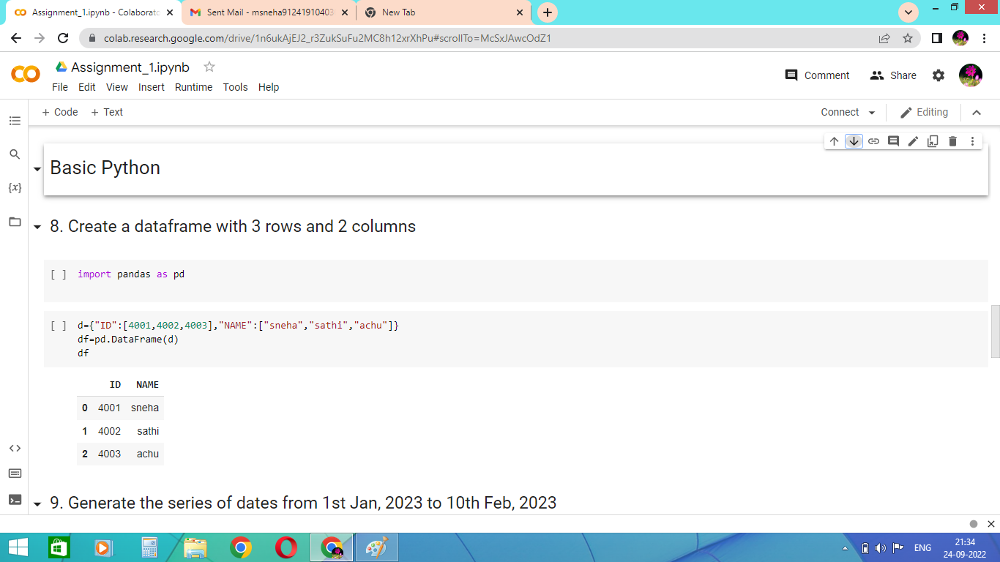 Assignment_1.ipynb - Colaborato
Sent Mail - msneha91241910403
New Tab
colab.research.google.com/drive/1n6ukAjEJ2_r3ZukSuFu2MC8h12xrXhPu#scrollTo=McSxJAwcOdZ1
Assignment_1.ipynb
Comment
Share
File Edit View Insert Runtime Tools Help
+ Code + Text
Connect
Editing
{x}
Basic Python
8. Create a dataframe with 3 rows and 2 columns
[ ] import pandas as pd
[ ] d={"ID":[4001,4002,4003],"NAME":["sneha","sathi","achu"]}
df=pd.DataFrame(d)
df
ID NAME
0 4001 sneha
1 4002 sathi
2 4003 achu
9. Generate the series of dates from 1st Jan, 2023 to 10th Feb, 2023
ENG
21:34
24-09-2022